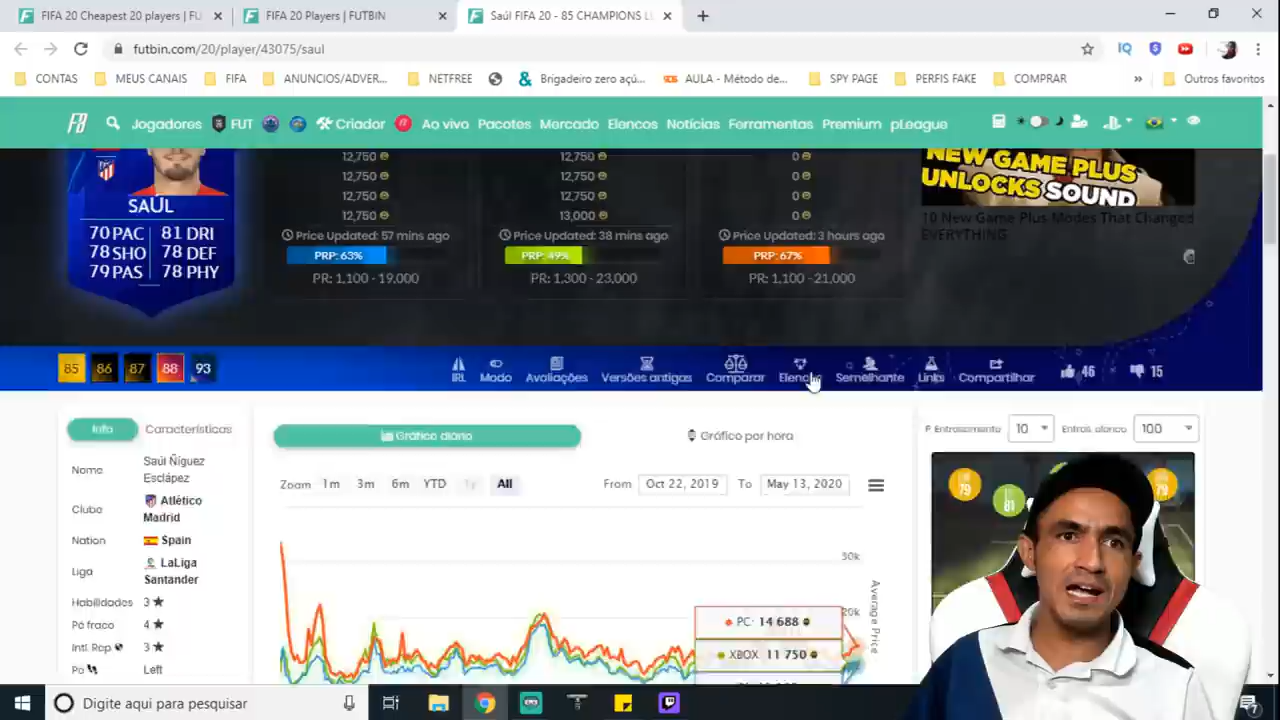 FIFA 20 Cheapest 20 players | FU
FIFA 20 Players | FUTBIN
Saúl FIFA 20 - 85 CHAMPIONS L
futbin.com/20/player/43075/saul
CONTAS
MEUS CANAIS
FIFA
ANUNCIOS/ADVER...
NETFREE
Brigadeiro zero açú...
AULA - Método de...
SPY PAGE
PERFIS FAKE
COMPRAR
»
Outros favoritos
Jogadores
FUT
Criador
Ao vivo
Pacotes
Mercado
Elencos
Notícias
Ferramentas
Premium
pLeague
12,750
12,750
0
12,750
12,750
0
12,750
12,750
0
12,750
13,000
0
SAÚL
70 PAC
81 DRI
78 SHO
78 DEF
79 PAS
78 PHY
Price Updated: 57 mins ago
Price Updated: 38 mins ago
Price Updated: 3 hours ago
PRP: 63%
PRP: 49%
PRP: 67%
PR: 1,100 - 19,000
PR: 1,300 - 23,000
PR: 1,100 - 21,000
NEW GAME PLUS
UNLOCKS SOUND
10 New Game Plus Modes That Changed
EVERYTHING
85
86
87
88
93
IRL
Modo
Avaliações
Versões antigas
Comparar
Semelhante
Links
Compartilhar
46
15
Info
Características
Gráfico diário
Gráfico por hora
P Entrosamento
10
Entros. elenco
100
Nome
Saúl Ñíguez
Esclápez
Clube
Atlético
Madrid
Nation
Spain
Liga
LaLiga
Santander
Habilidades
3
Pé fraco
4
Intl. Rep
3
Po
Left
Zoom
1m
3m
6m
YTD
1y
All
From
Oct 22, 2019
To
May 13, 2020
30k
20k
Average Price
PC: 14 688
XBOX 11 750
79
81
79
Digite aqui para pesquisar
7